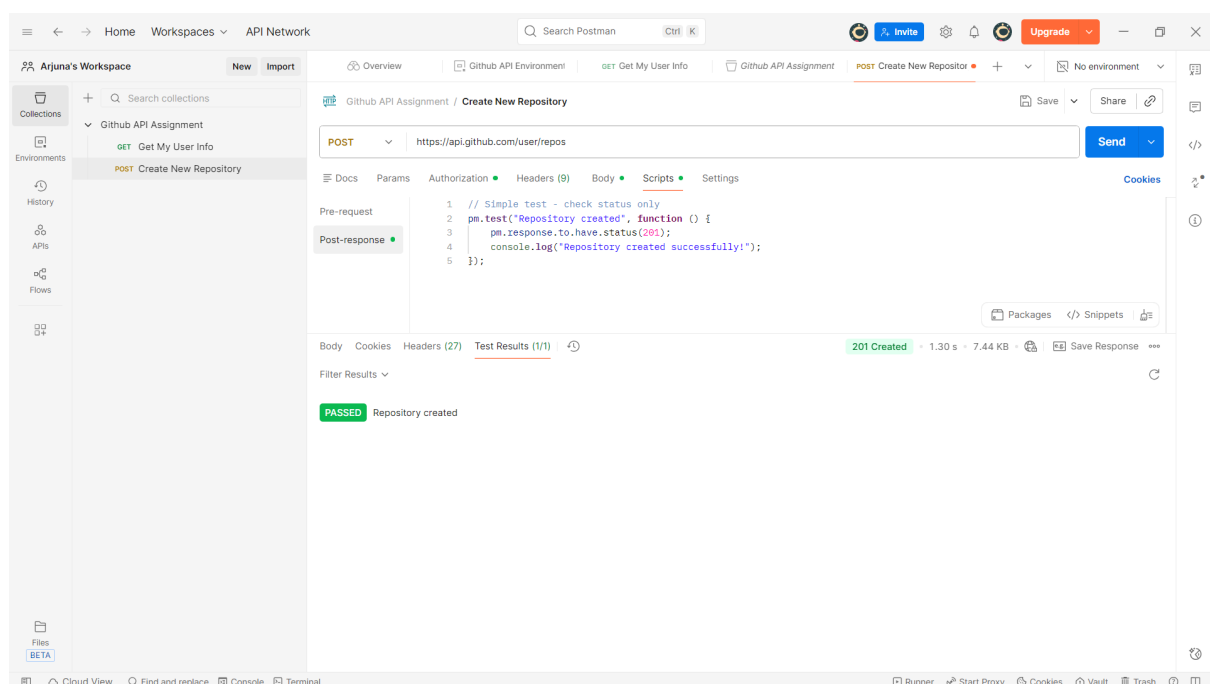 Home Workspaces API Network
Search Postman Ctrl K
Invite
Upgrade
Arjuna's Workspace New Import
Overview
Github API Environment
GET Get My User Info
Github API Assignment
POST Create New Repositor
No environment
Collections
Environments
History
APIs
Flows
Files
BETA
Search collections
Github API Assignment
GET Get My User Info
POST Create New Repository
HTTP Github API Assignment / Create New Repository
Save Share
POST https://api.github.com/user/repos
Send
Docs Params Authorization Headers (9) Body Scripts Settings
Cookies
Pre-request
Post-response
1 // Simple test - check status only
2 pm.test("Repository created", function () {
3 pm.response.to.have.status(201);
4 console.log("Repository created successfully!");
5 });
Packages </> Snippets
Body Cookies Headers (27) Test Results (1/1)
201 Created 1.30 s 7.44 KB e.g. Save Response
Filter Results
PASSED Repository created
Cloud View Find and replace Console Terminal
Runner Start Proxy Cookies Vault Trash